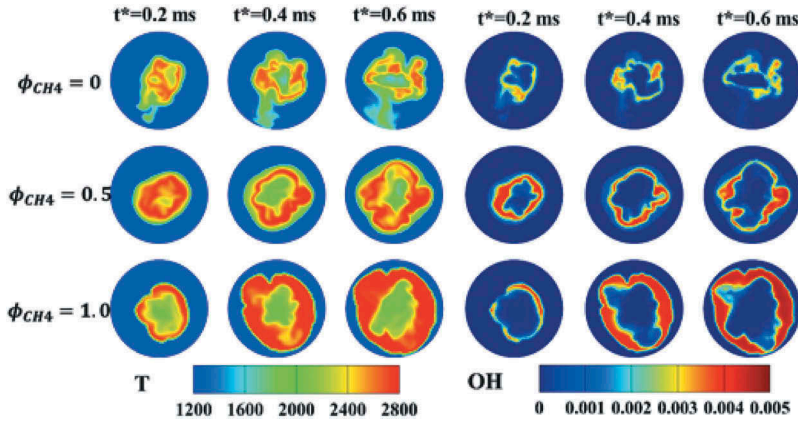 t*=0.2 ms t*=0.4 ms t*=0.6 ms t*=0.2 ms t*=0.4 ms t*=0.6 ms
ϕCH4 = 0
ϕCH4 = 0.5
ϕCH4 = 1.0
T OH
1200 1600 2000 2400 2800 0 0.001 0.002 0.003 0.004 0.005